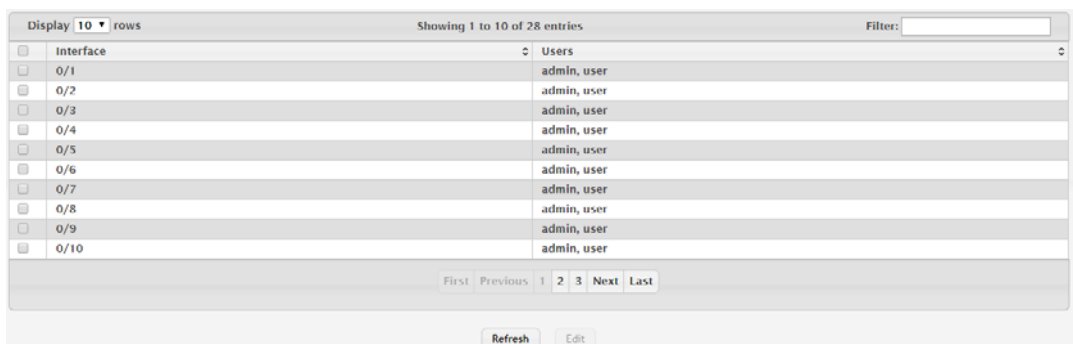 Display 10 rows Showing 1 to 10 of 28 entries Filter:
Interface Users
0/1 admin, user
0/2 admin, user
0/3 admin, user
0/4 admin, user
0/5 admin, user
0/6 admin, user
0/7 admin, user
0/8 admin, user
0/9 admin, user
0/10 admin, user
First Previous 1 2 3 Next Last
Refresh Edit